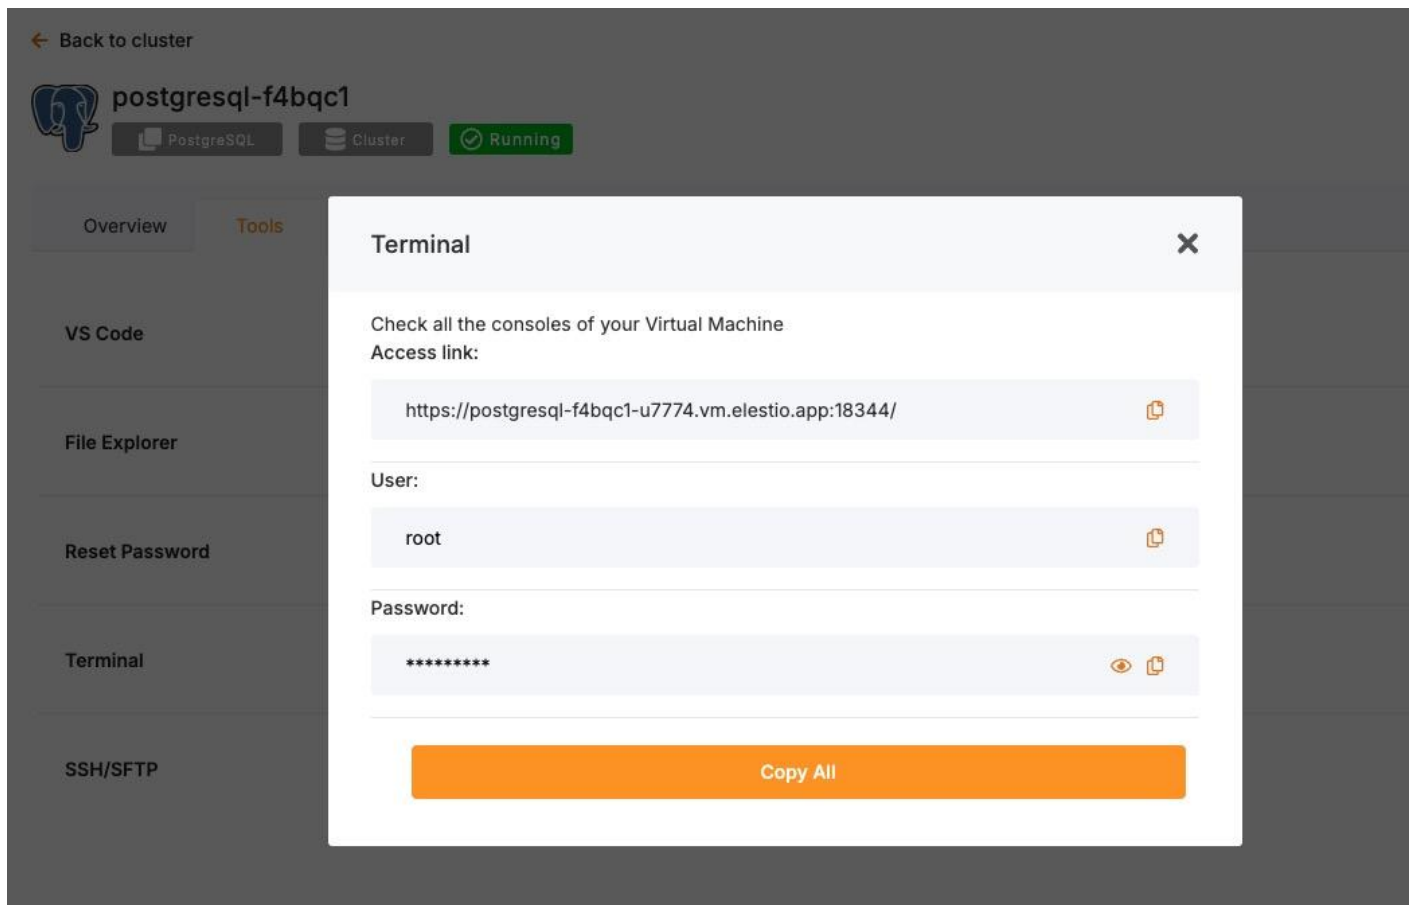 Back to cluster
postgresql-f4bqc1
PostgreSQL Cluster Running
Overview Tools
Terminal
Check all the consoles of your Virtual Machine
Access link:
https://postgresql-f4bqc1-u7774.vm.elestio.app:18344/
User:
root
Password:
*********
Copy All
VS Code
File Explorer
Reset Password
Terminal
SSH/SFTP